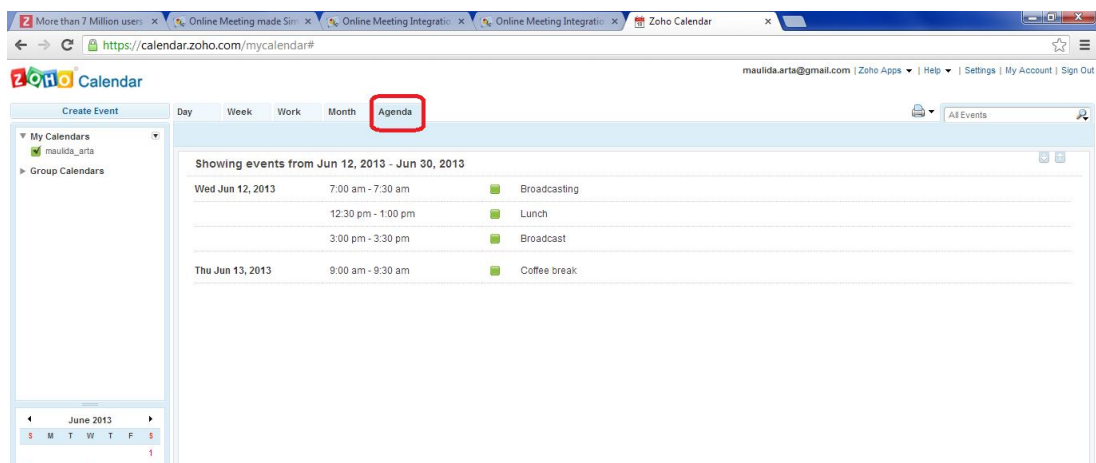 More than 7 Million users
Online Meeting made Sim
Online Meeting Integratio
Online Meeting Integratio
Zoho Calendar
https://calendar.zoho.com/mycalendar#
ZOHO Calendar
maulida.arta@gmail.com | Zoho Apps | Help | Settings | My Account | Sign Out
Create Event
Day Week Work Month Agenda
All Events
My Calendars
maulida_arta
Group Calendars
Showing events from Jun 12, 2013 - Jun 30, 2013
Wed Jun 12, 2013 7:00 am - 7:30 am Broadcasting
12:30 pm - 1:00 pm Lunch
3:00 pm - 3:30 pm Broadcast
Thu Jun 13, 2013 9:00 am - 9:30 am Coffee break
June 2013
S M T W T F S
1